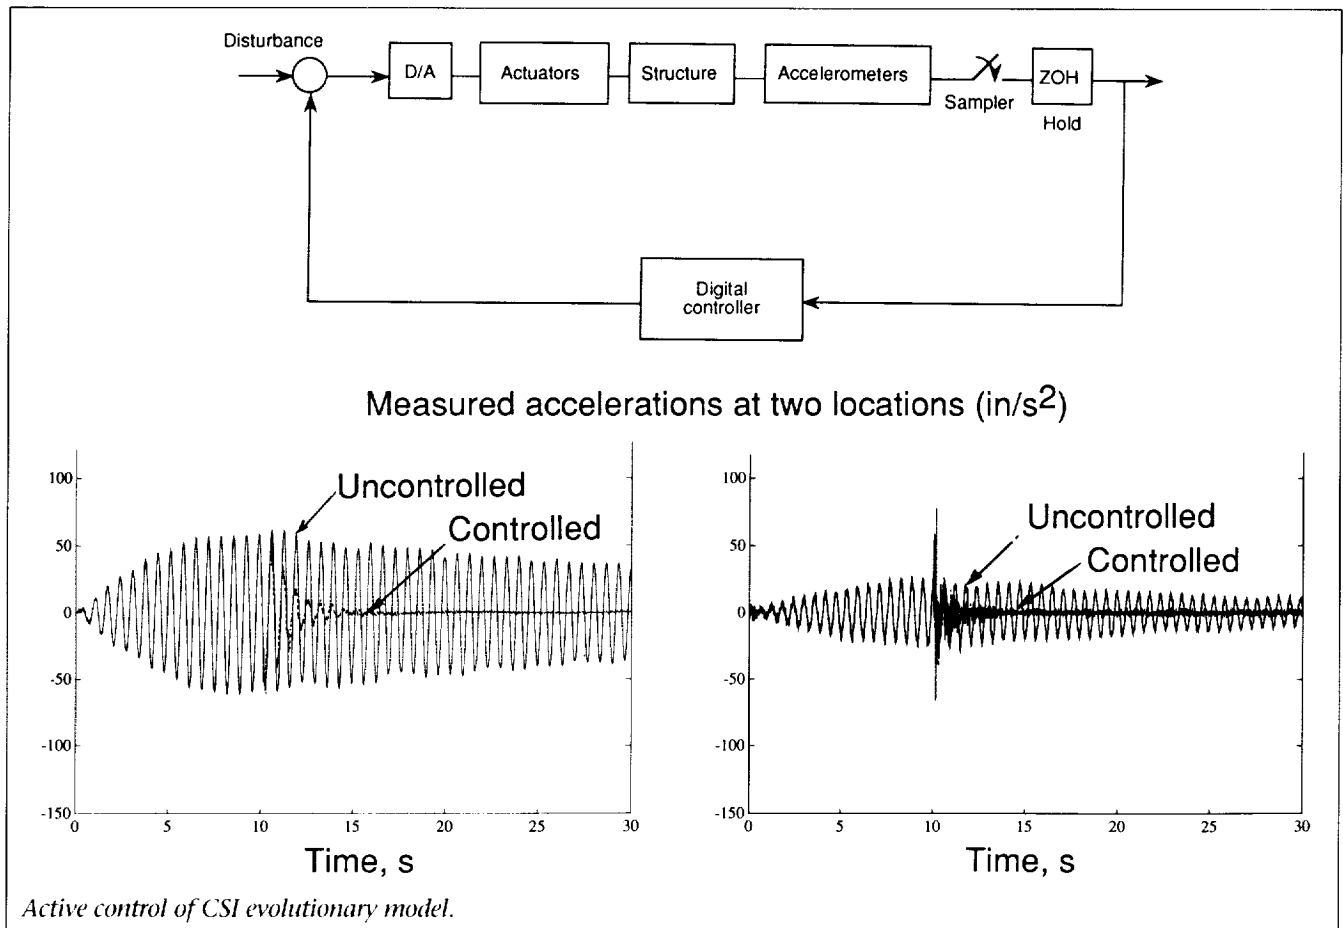 Disturbance
D/A
Actuators
Structure
Accelerometers
Sampler
ZOH
Hold
Digital
controller
Measured accelerations at two locations (in/s2)
100
50
0
-50
-100
-150
0
5
10
15
20
25
30
Uncontrolled
Controlled
Time, s
100
50
0
-50
-100
-150
0
5
10
15
20
25
30
Uncontrolled
Controlled
Time, s
Active control of CSI evolutionary model.